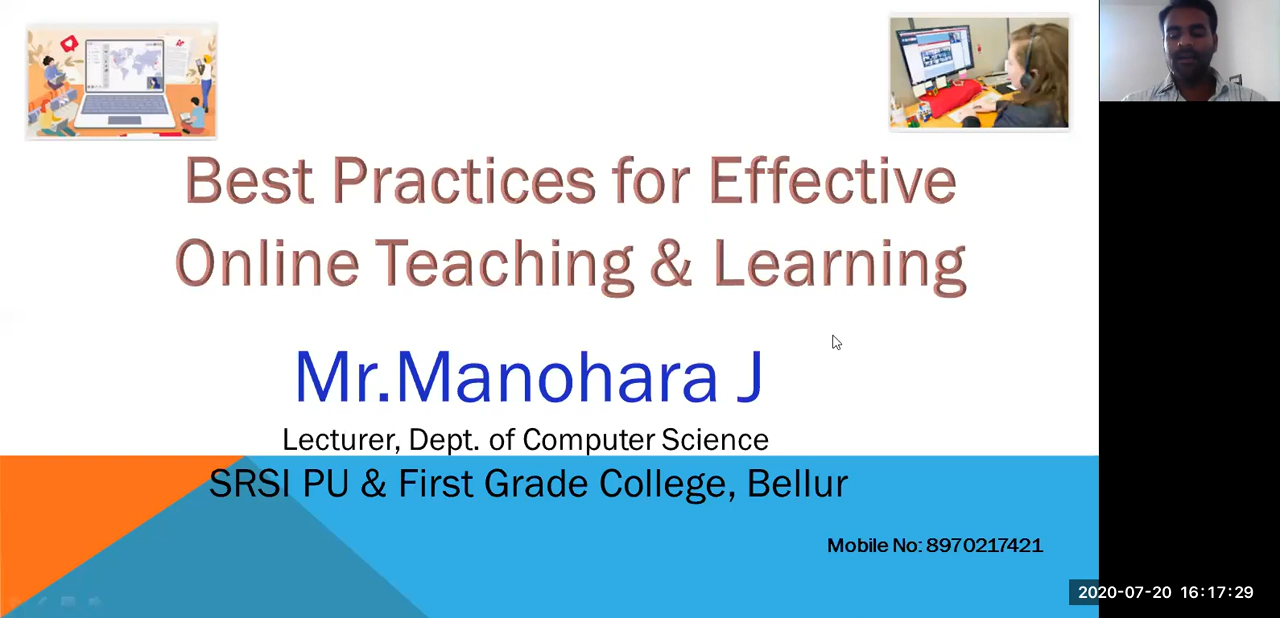 Best Practices for Effective
Online Teaching & Learning
Mr.Manohara J
Lecturer, Dept. of Computer Science
SRSI PU & First Grade College, Bellur
Mobile No: 8970217421
2020-07-20 16:17:29